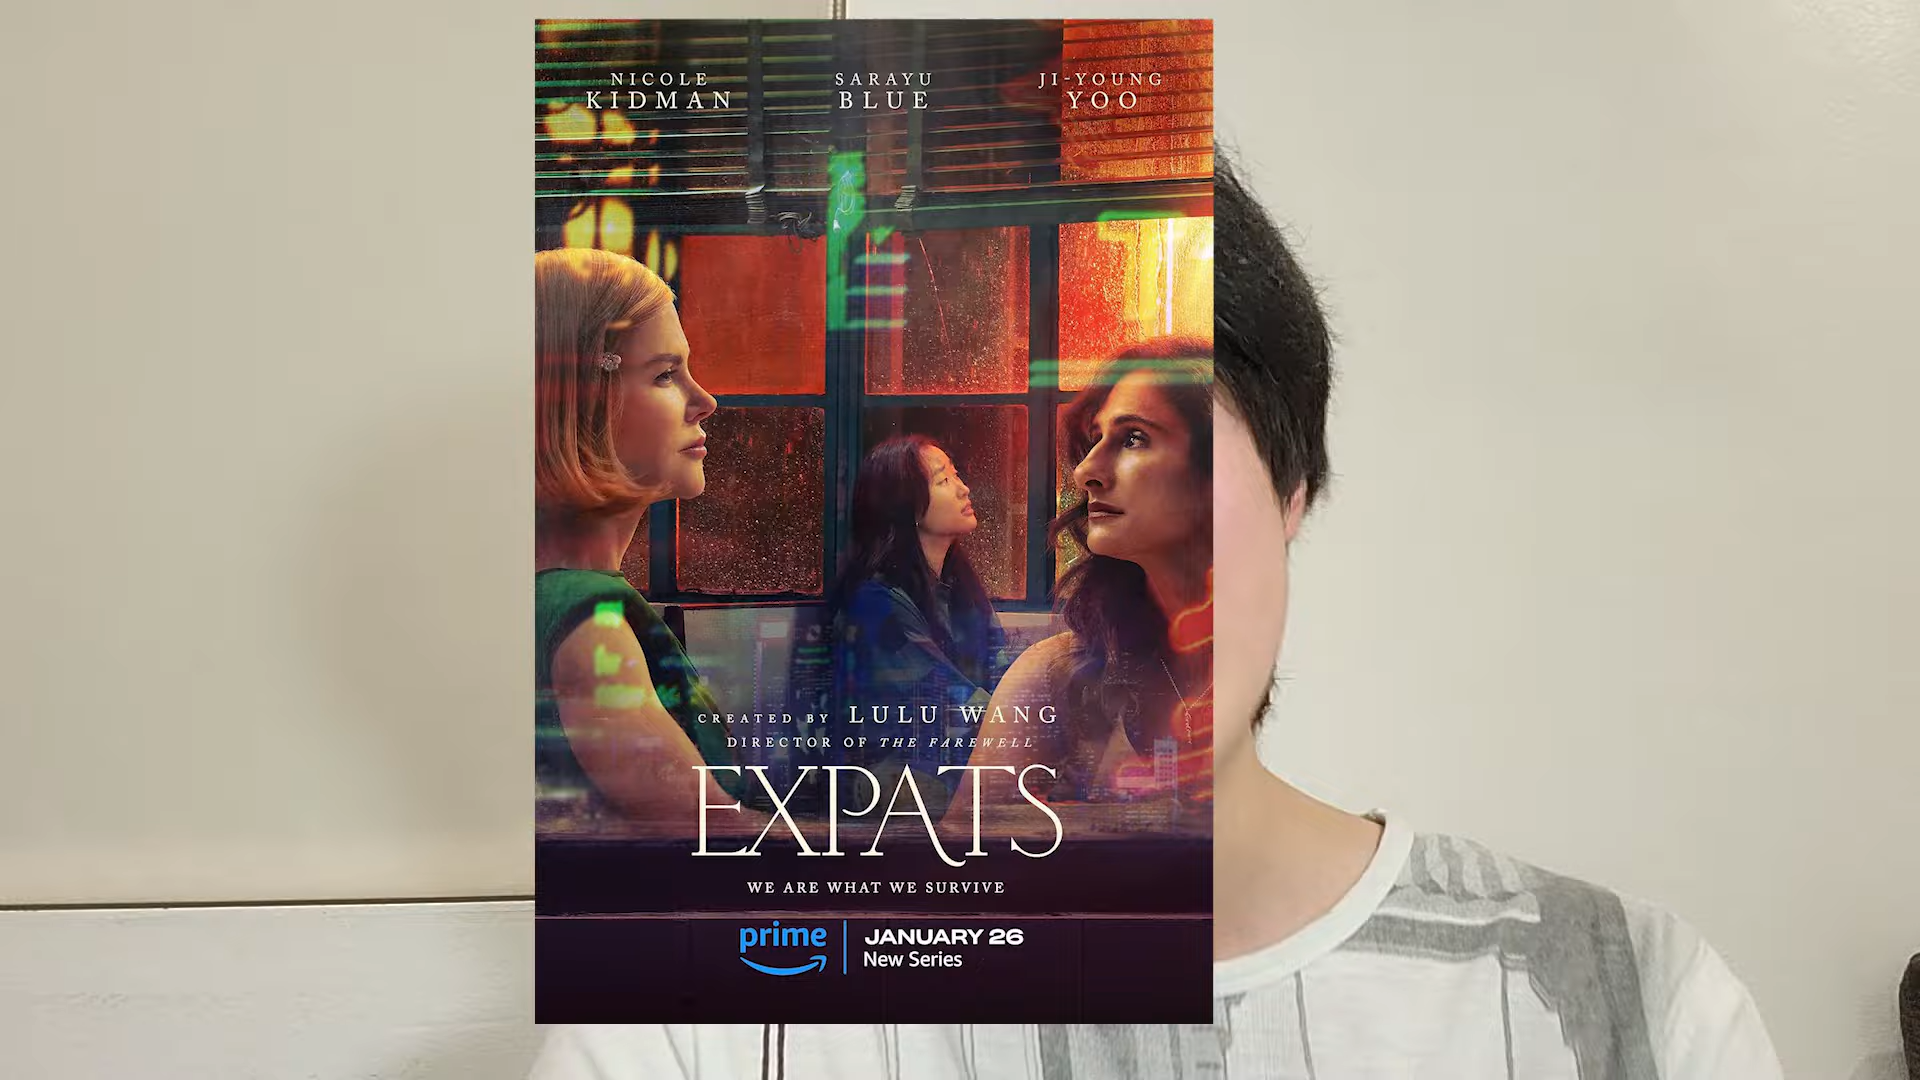 NICOLE
KIDMAN
SARAYU
BLUE
JI-YOUNG
YOO
CREATED BY LULU WANG
DIRECTOR OF THE FAREWELL
EXPATS
WE ARE WHAT WE SURVIVE
prime
JANUARY 26
New Series